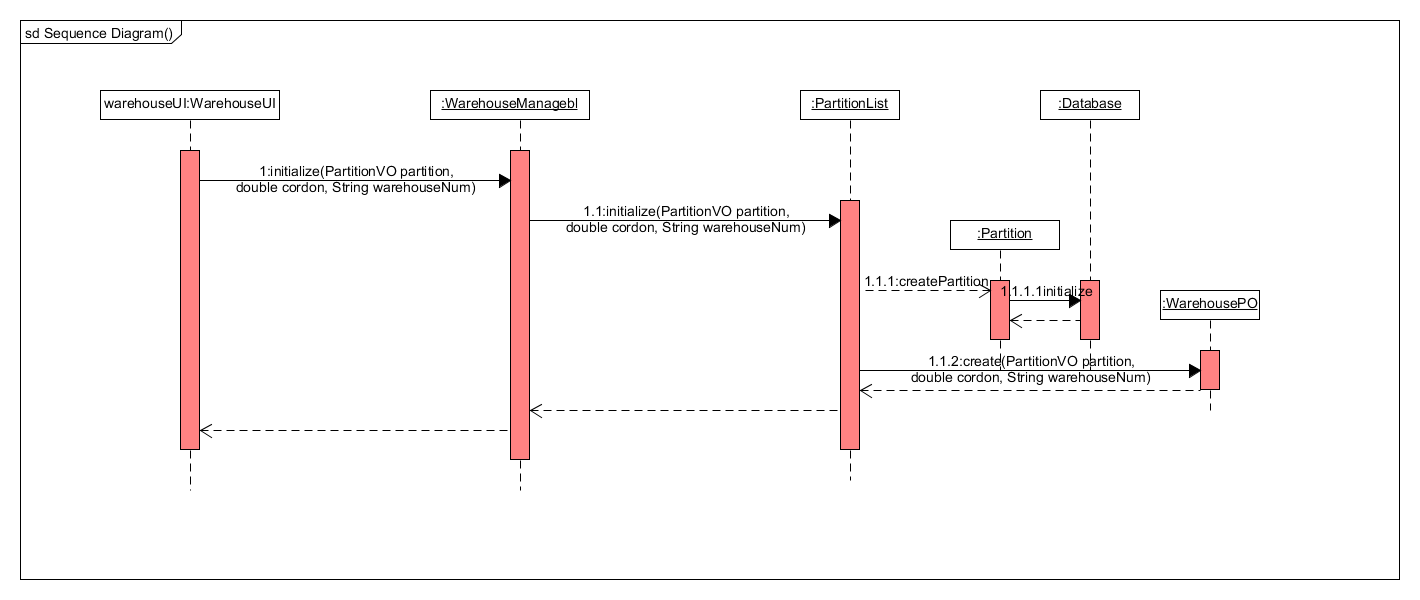 sd Sequence Diagram()
warehouseUI:WarehouseUI
:WarehouseManagebl
:PartitionList
:Database
1:initialize(PartitionVO partition,
double cordon, String warehouseNum)
1.1:initialize(PartitionVO partition,
double cordon, String warehouseNum)
:Partition
1.1.1:createPartition
1.1.1.1initialize
:WarehousePO
1.1.2:create(PartitionVO partition,
double cordon, String warehouseNum)